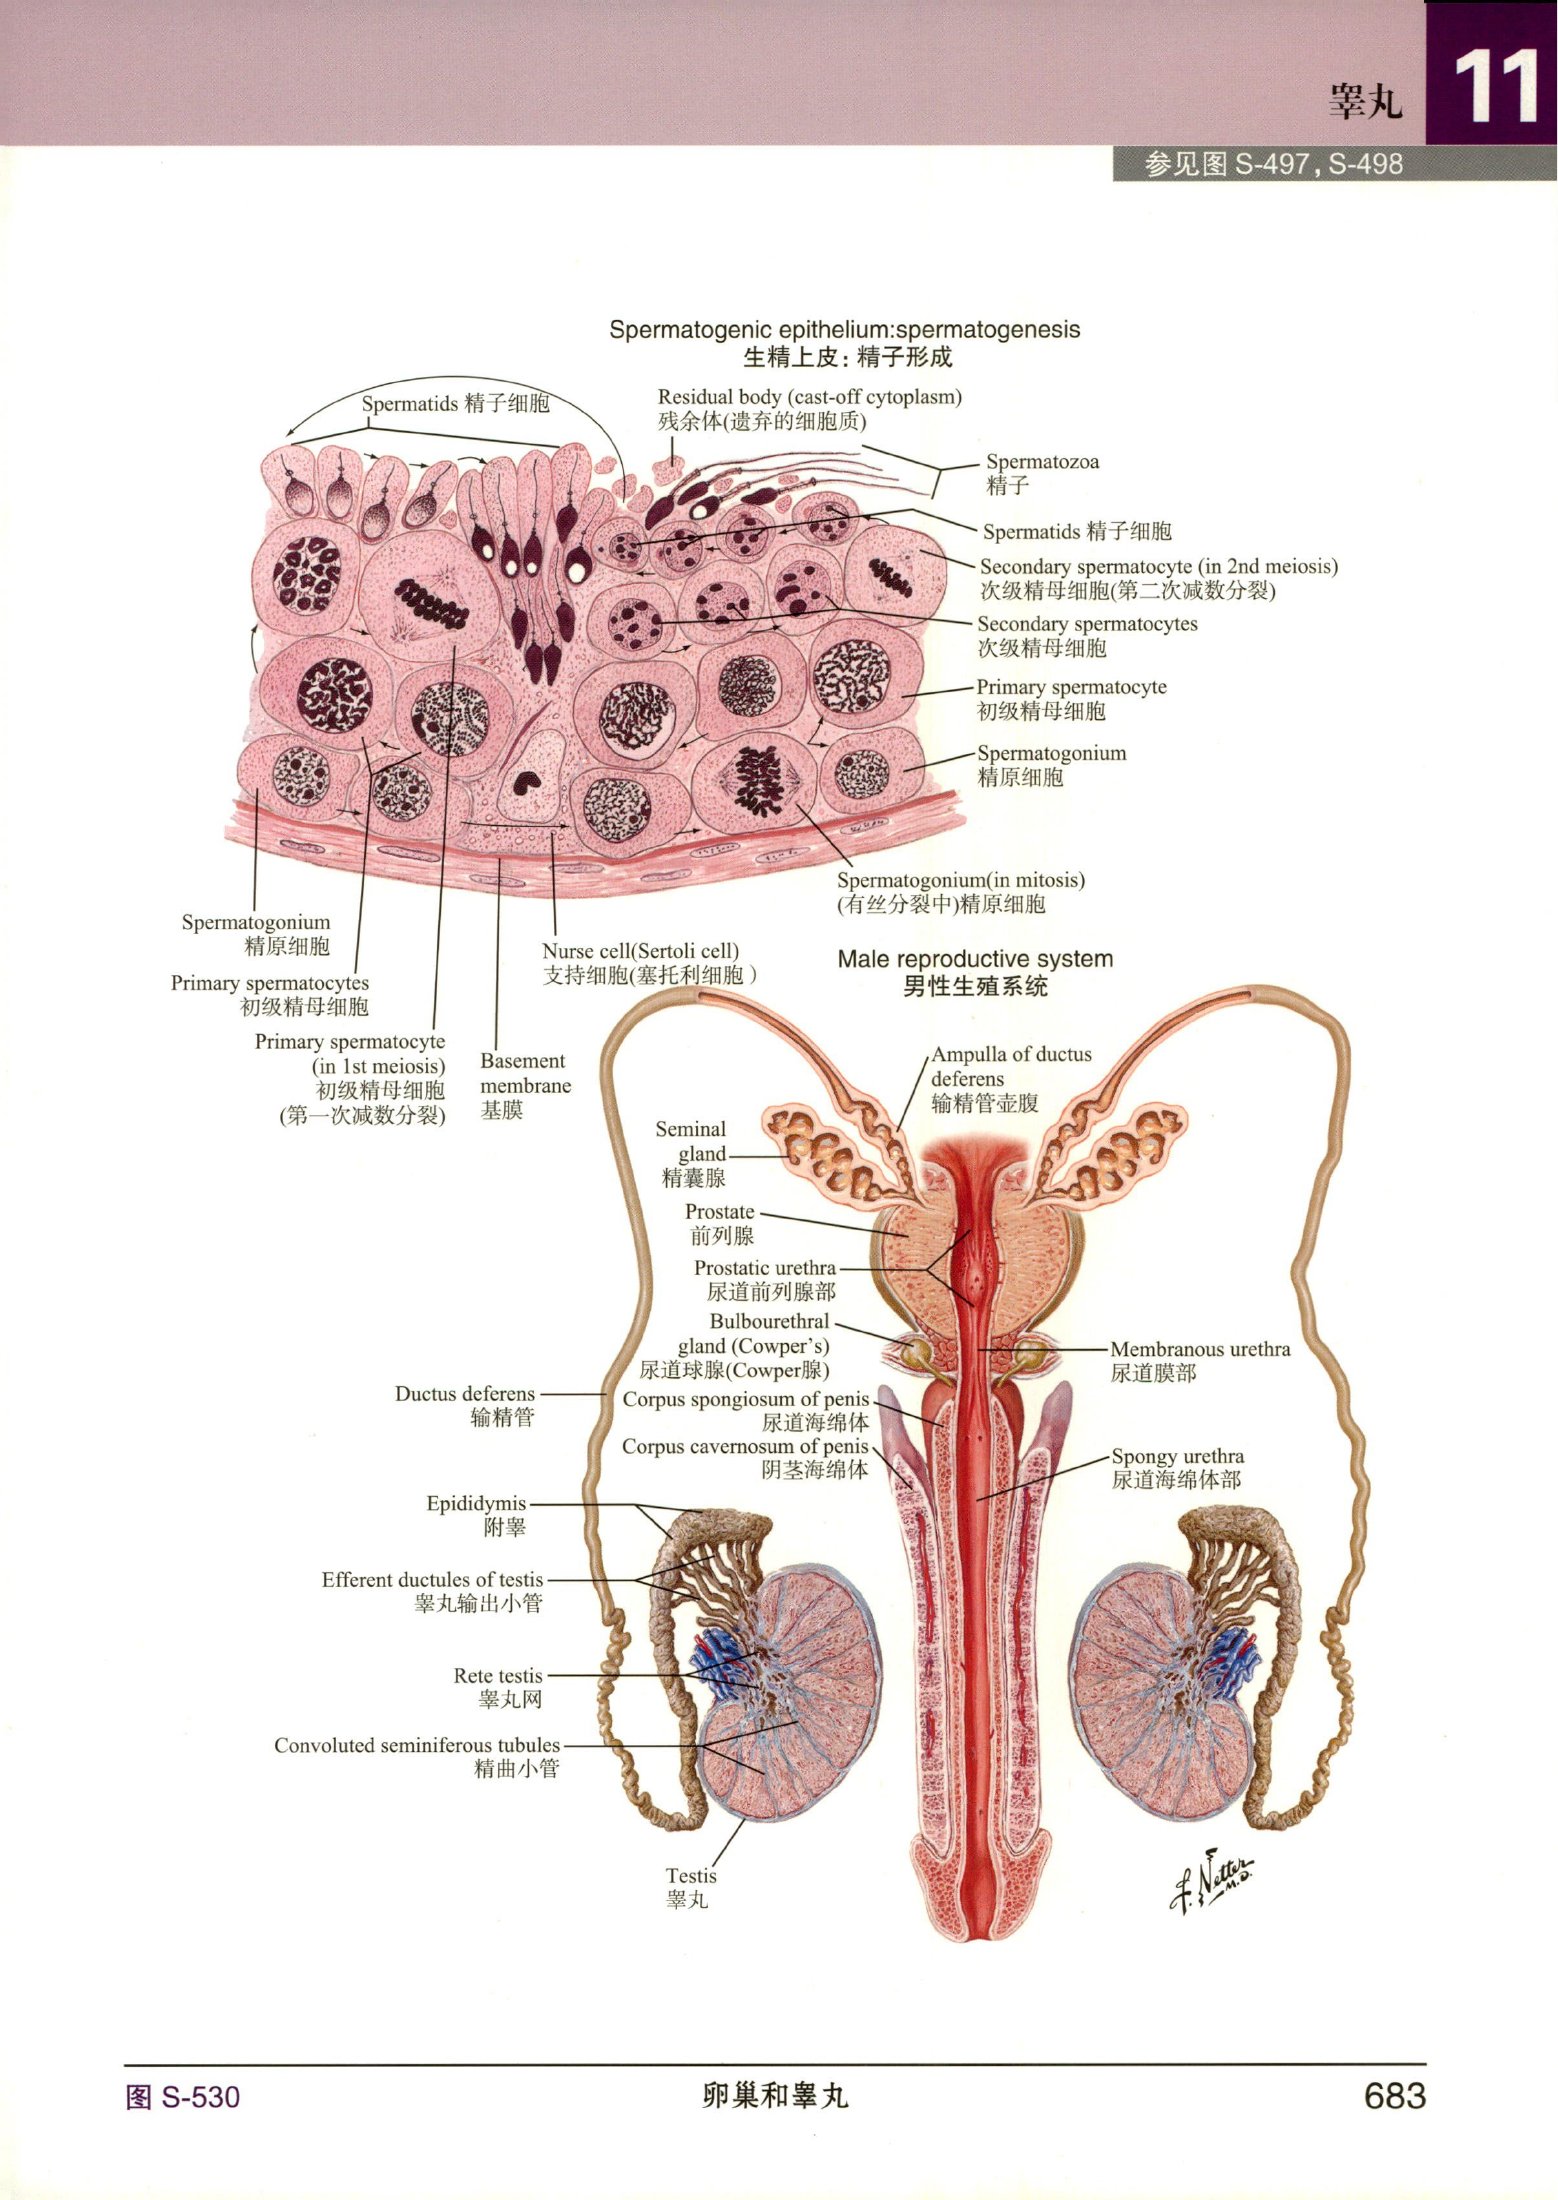 睾丸
11
参见图 S-497, S-498
Spermatogenic epithelium:spermatogenesis
生精上皮: 精子形成
Spermatids 精子细胞
Residual body (cast-off cytoplasm)
残余体(遗弃的细胞质)
Spermatozoa
精子
Spermatids 精子细胞
Secondary spermatocyte (in 2nd meiosis)
次级精母细胞(第二次减数分裂)
Secondary spermatocytes
次级精母细胞
Primary spermatocyte
初级精母细胞
Spermatogonium
精原细胞
Spermatogonium(in mitosis)
(有丝分裂中)精原细胞
Spermatogonium
精原细胞
Primary spermatocytes
初级精母细胞
Primary spermatocyte
(in 1st meiosis)
初级精母细胞
(第一次减数分裂)
Basement
membrane
基膜
Nurse cell(Sertoli cell)
支持细胞(塞托利细胞)
Male reproductive system
男性生殖系统
Ampulla of ductus
deferens
输精管壶腹
Seminal
gland
精囊腺
Prostate
前列腺
Prostatic urethra
尿道前列腺部
Bulbourethral
gland (Cowper's)
尿道球腺(Cowper腺)
Membranous urethra
尿道膜部
Ductus deferens
输精管
Corpus spongiosum of penis
尿道海绵体
Corpus cavernosum of penis
阴茎海绵体
Spongy urethra
尿道海绵体部
Epididymis
附睾
Efferent ductules of testis
睾丸输出小管
Rete testis
睾丸网
Convoluted seminiferous tubules
精曲小管
Testis
睾丸
F. Netter
M.D.
图 S-530
卵巢和睾丸
683